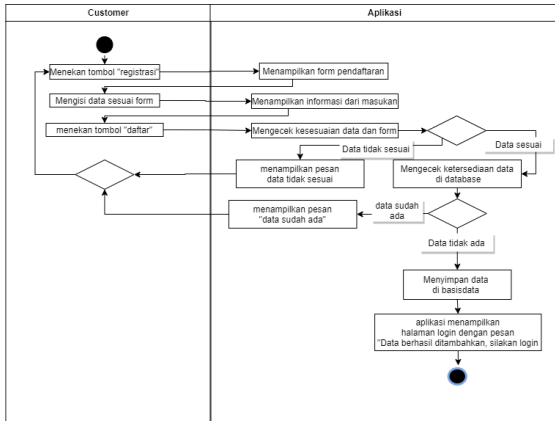 Customer
Aplikasi
Menekan tombol "registrasi"
Menampilkan form pendaftaran
Mengisi data sesuai form
Menampilkan informasi dari masukan
menekan tombol "daftar"
Mengecek kesesuaian data dan form
Data tidak sesuai
Data sesuai
menampilkan pesan
data tidak sesuai
Mengecek ketersediaan data
di database
menampilkan pesan
"data sudah ada"
data sudah
ada
Data tidak ada
Menyimpan data
di basisdata
aplikasi menampilkan
halaman login dengan pesan
"Data berhasil ditambahkan, silakan login